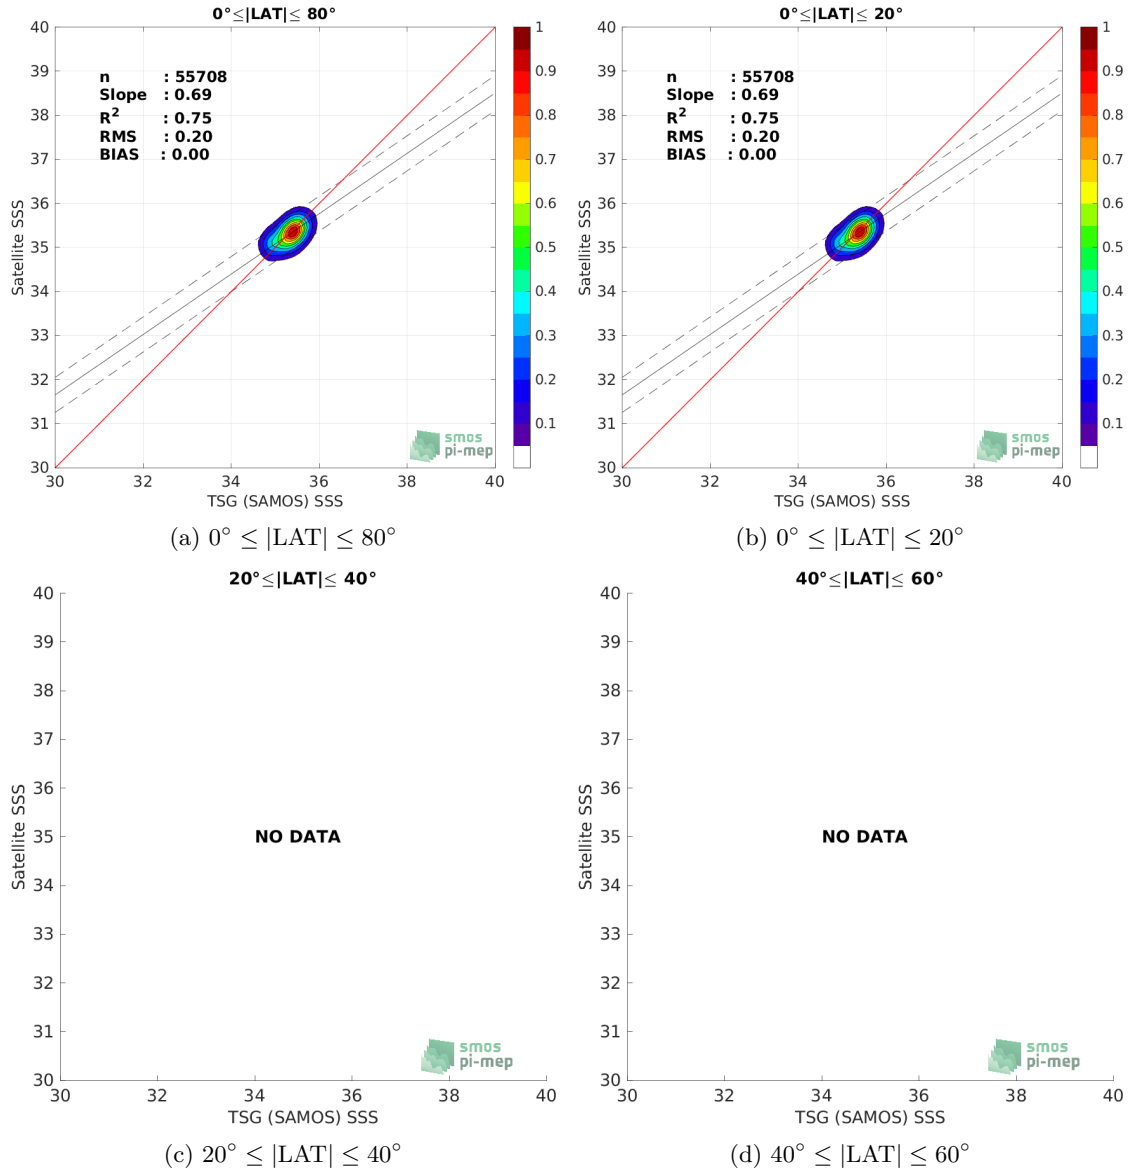 0°≤|LAT|≤ 80°
n : 55708
Slope : 0.69
R² : 0.75
RMS : 0.20
BIAS : 0.00
Satellite SSS
40
39
38
37
36
35
34
33
32
31
30
30 32 34 36 38 40
TSG (SAMOS) SSS
1
0.9
0.8
0.7
0.6
0.5
0.4
0.3
0.2
0.1
smos
pi-mep
(a) 0° ≤ |LAT| ≤ 80°
0°≤|LAT|≤ 20°
n : 55708
Slope : 0.69
R² : 0.75
RMS : 0.20
BIAS : 0.00
Satellite SSS
40
39
38
37
36
35
34
33
32
31
30
30 32 34 36 38 40
TSG (SAMOS) SSS
1
0.9
0.8
0.7
0.6
0.5
0.4
0.3
0.2
0.1
smos
pi-mep
(b) 0° ≤ |LAT| ≤ 20°
20°≤|LAT|≤ 40°
Satellite SSS
40
39
38
37
36
35
34
33
32
31
30
NO DATA
30 32 34 36 38 40
TSG (SAMOS) SSS
smos
pi-mep
(c) 20° ≤ |LAT| ≤ 40°
40°≤|LAT|≤ 60°
Satellite SSS
40
39
38
37
36
35
34
33
32
31
30
NO DATA
30 32 34 36 38 40
TSG (SAMOS) SSS
smos
pi-mep
(d) 40° ≤ |LAT| ≤ 60°